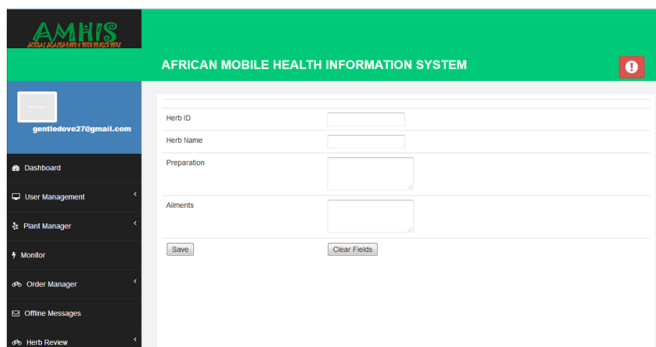 AMHIS
AFRICAN MOBILE HEALTH INFORMATION SYSTEM
gentledove27@gmail.com
Herb ID
Herb Name
Preparation
Ailments
Save
Clear Fields
Dashboard
User Management
Plant Manager
Monitor
Order Manager
Offline Messages
Herb Review